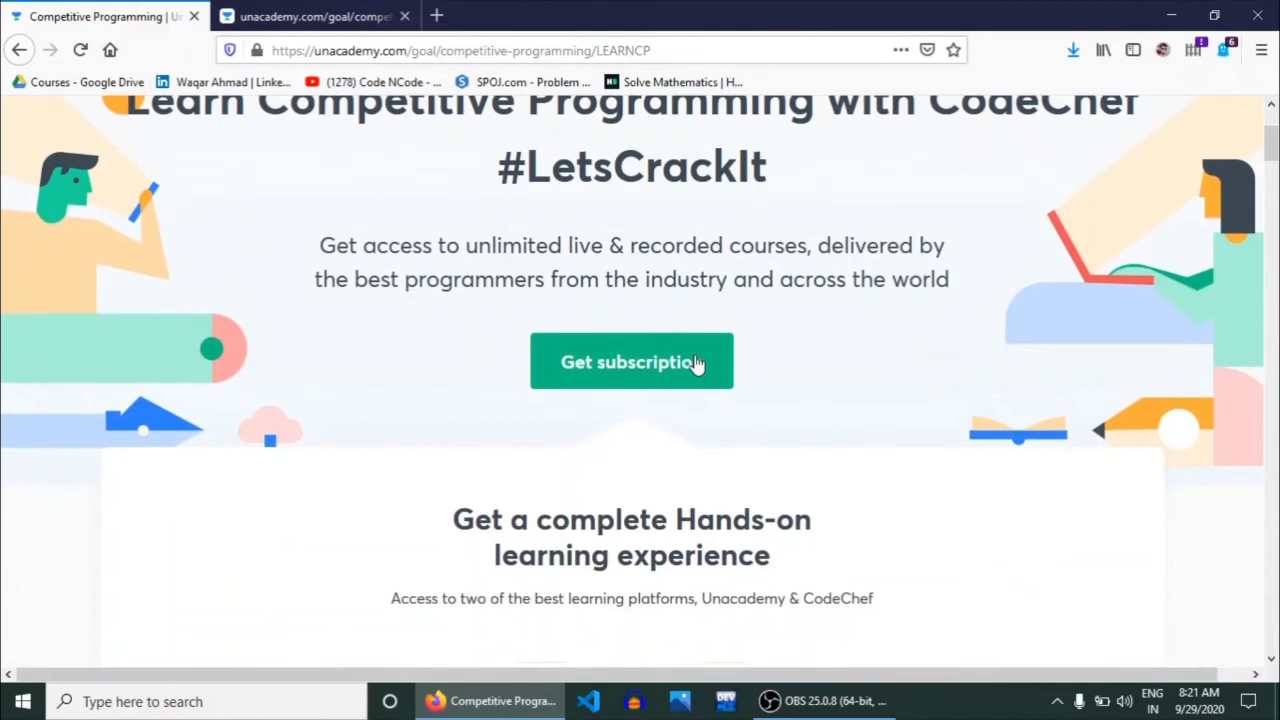 Competitive Programming | Un
unacademy.com/goal/compet
https://unacademy.com/goal/competitive-programming/LEARNCP
Courses - Google Drive
Waqar Ahmad | Linke...
(1278) Code NCode - ...
SPOJ.com - Problem ...
Solve Mathematics | H...
Learn Competitive Programming with CodeChef
#LetsCrackIt
Get access to unlimited live & recorded courses, delivered by
the best programmers from the industry and across the world
Get subscription
Get a complete Hands-on
learning experience
Access to two of the best learning platforms, Unacademy & CodeChef
Type here to search
Competitive Progra...
DEV
OBS 25.0.8 (64-bit, ...
ENG
IN
8:21 AM
9/29/2020